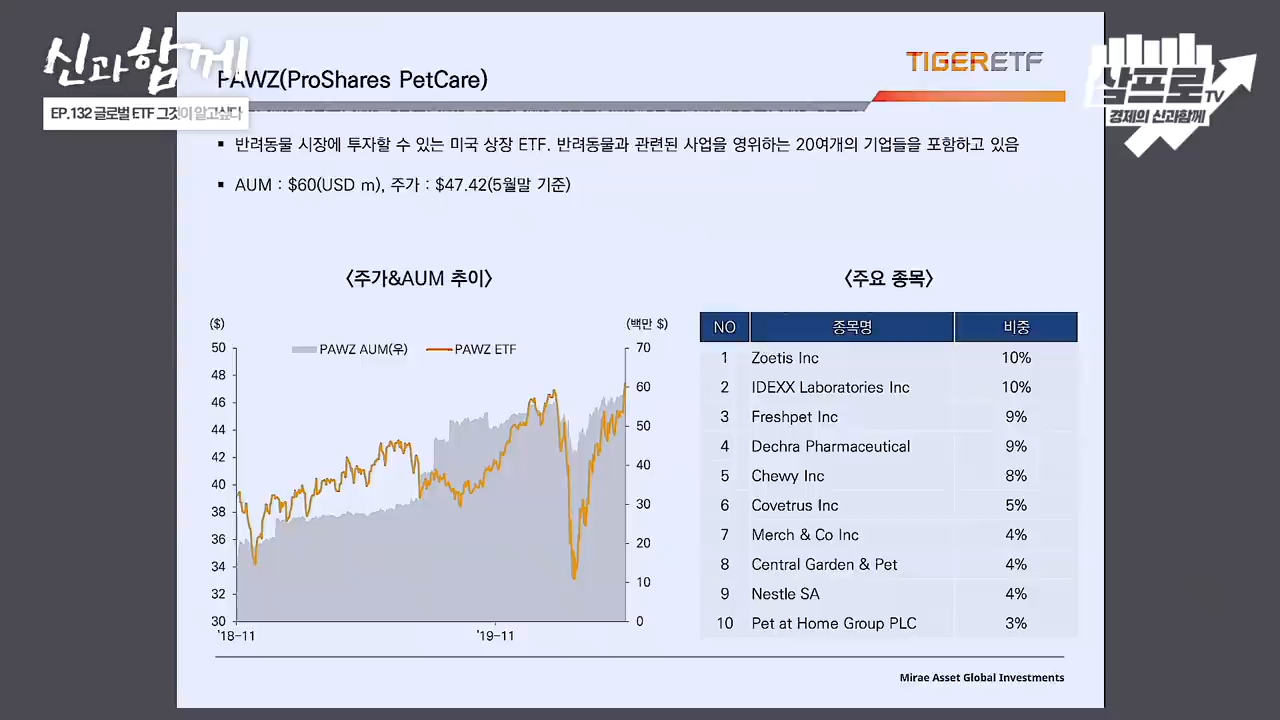 신과함께
EP.132 글로벌 ETF 그것이 알고싶다
PAWZ(ProShares PetCare)
TIGERETF
삼프로TV
경제의 신과함께
▪ 반려동물 시장에 투자할 수 있는 미국 상장 ETF. 반려동물과 관련된 사업을 영위하는 20여개의 기업들을 포함하고 있음
▪ AUM : $60(USD m), 주가 : $47.42(5월말 기준)
<주가&AUM 추이>
($)
(백만 $)
PAWZ AUM(우)
PAWZ ETF
50
48
46
44
42
40
38
36
34
32
30
70
60
50
40
30
20
10
0
'18-11
'19-11
<주요 종목>
NO 종목명 비중
1 Zoetis Inc 10%
2 IDEXX Laboratories Inc 10%
3 Freshpet Inc 9%
4 Dechra Pharmaceutical 9%
5 Chewy Inc 8%
6 Covetrus Inc 5%
7 Merch & Co Inc 4%
8 Central Garden & Pet 4%
9 Nestle SA 4%
10 Pet at Home Group PLC 3%
Mirae Asset Global Investments